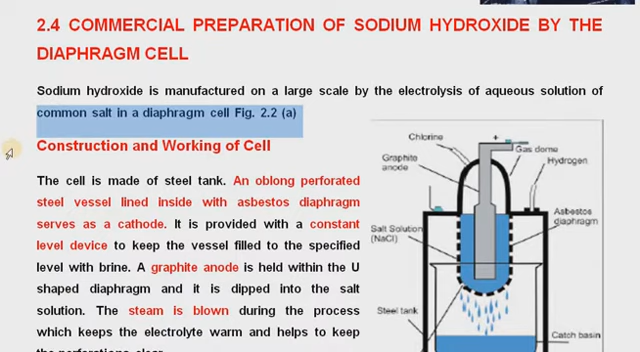 2.4 COMMERCIAL PREPARATION OF SODIUM HYDROXIDE BY THE
DIAPHRAGM CELL
Sodium hydroxide is manufactured on a large scale by the electrolysis of aqueous solution of
common salt in a diaphragm cell Fig. 2.2 (a)
Construction and Working of Cell
The cell is made of steel tank. An oblong perforated
steel vessel lined inside with asbestos diaphragm
serves as a cathode. It is provided with a constant
level device to keep the vessel filled to the specified
level with brine. A graphite anode is held within the U
shaped diaphragm and it is dipped into the salt
solution. The steam is blown during the process
which keeps the electrolyte warm and helps to keep
the perforations clear.
Chlorine
+
Gas dome
Graphite
anode
Hydrogen
-
Asbestos
diaphragm
Salt Solution
(NaCl)
Steel tank
Catch basin